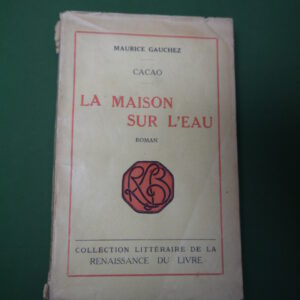 MAURICE GAUCHEZ
CACAO
LA MAISON
SUR L'EAU
ROMAN
RLB
COLLECTION LITTÉRAIRE DE LA
RENAISSANCE DU LIVRE